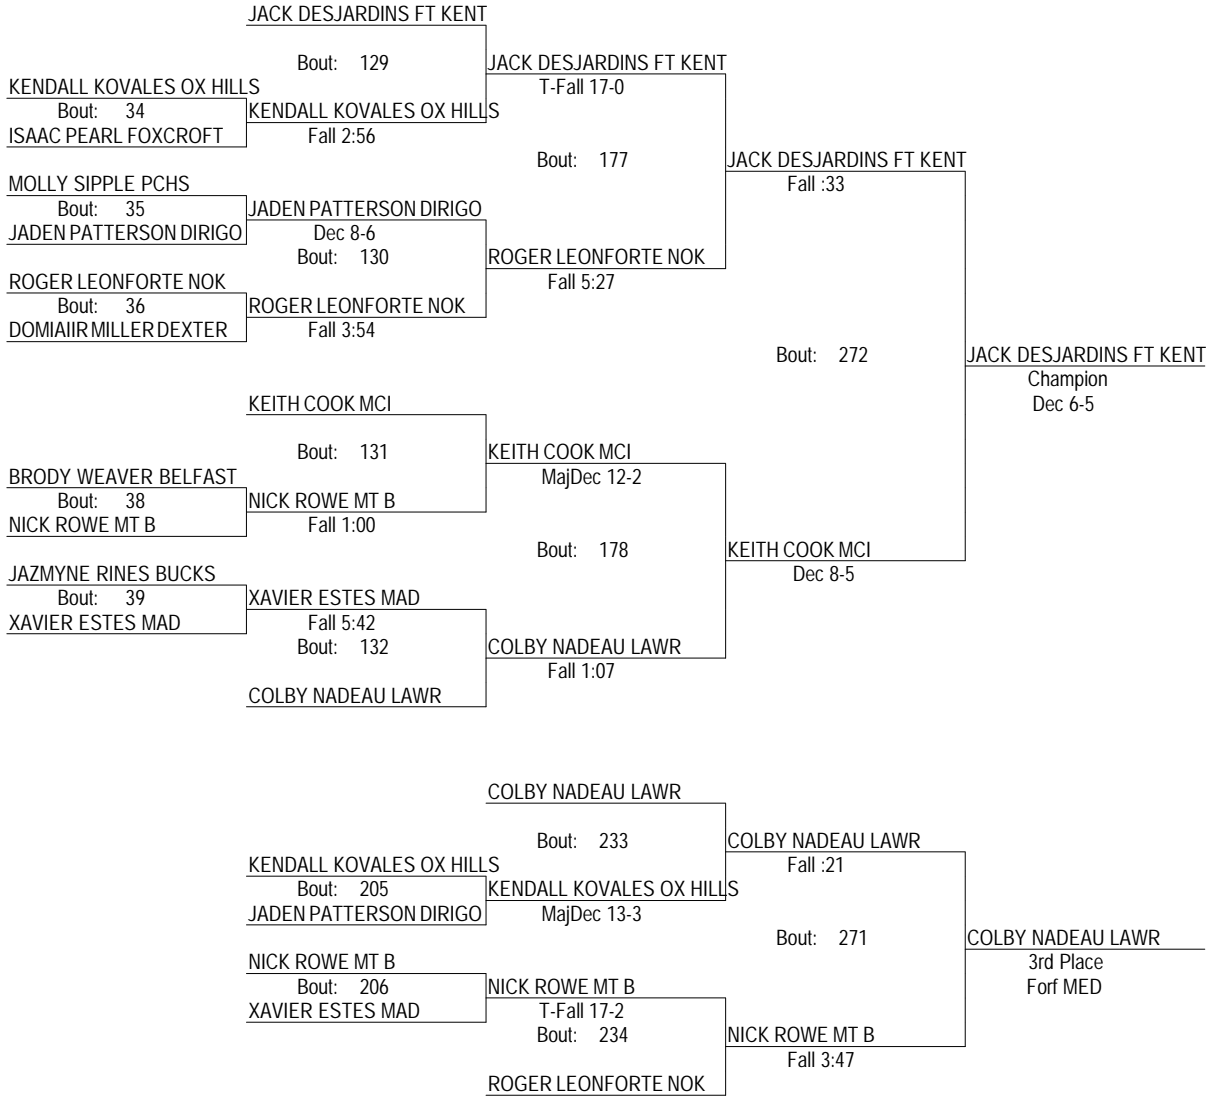 JACK DESJARDINS FT KENT
Bout: 129
JACK DESJARDINS FT KENT
T-Fall 17-0
KENDALL KOVALES OX HILLS
Bout: 34
KENDALL KOVALES OX HILLS
ISAAC PEARL FOXCROFT
Fall 2:56
Bout: 177
JACK DESJARDINS FT KENT
Fall :33
MOLLY SIPPLE PCHS
Bout: 35
JADEN PATTERSON DIRIGO
JADEN PATTERSON DIRIGO
Dec 8-6
Bout: 130
ROGER LEONFORTE NOK
Fall 5:27
ROGER LEONFORTE NOK
Bout: 36
ROGER LEONFORTE NOK
DOMIAIIR MILLER DEXTER
Fall 3:54
Bout: 272
JACK DESJARDINS FT KENT
Champion
Dec 6-5
KEITH COOK MCI
Bout: 131
KEITH COOK MCI
MajDec 12-2
BRODY WEAVER BELFAST
Bout: 38
NICK ROWE MT B
NICK ROWE MT B
Fall 1:00
Bout: 178
KEITH COOK MCI
Dec 8-5
JAZMYNE RINES BUCKS
Bout: 39
XAVIER ESTES MAD
XAVIER ESTES MAD
Fall 5:42
Bout: 132
COLBY NADEAU LAWR
Fall 1:07
COLBY NADEAU LAWR
COLBY NADEAU LAWR
Bout: 233
COLBY NADEAU LAWR
Fall :21
KENDALL KOVALES OX HILLS
Bout: 205
KENDALL KOVALES OX HILLS
JADEN PATTERSON DIRIGO
MajDec 13-3
Bout: 271
COLBY NADEAU LAWR
3rd Place
Forf MED
NICK ROWE MT B
Bout: 206
NICK ROWE MT B
XAVIER ESTES MAD
T-Fall 17-2
Bout: 234
NICK ROWE MT B
Fall 3:47
ROGER LEONFORTE NOK